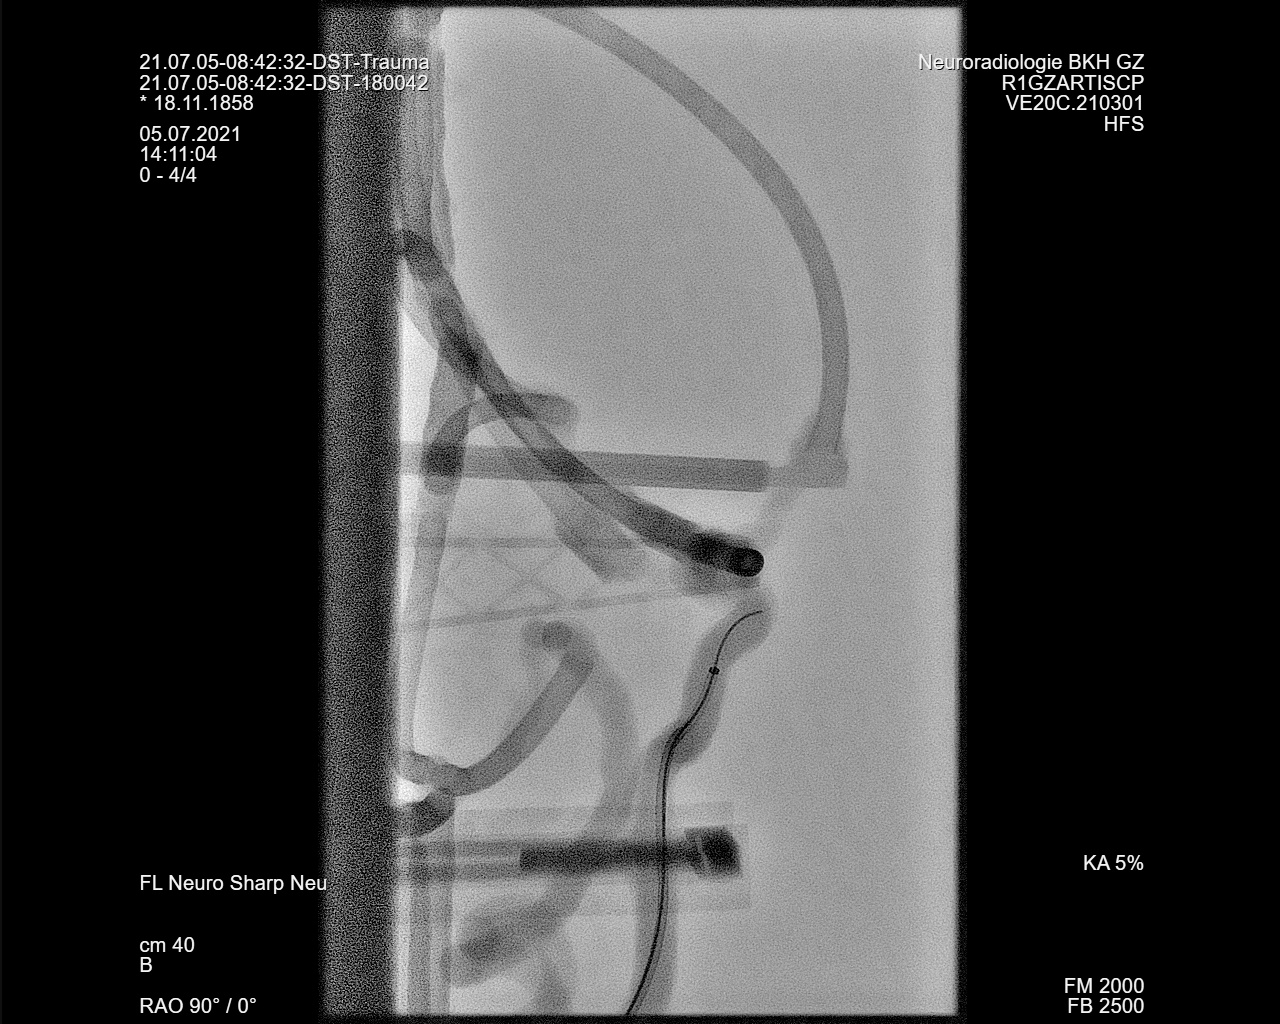 21.07.05-08:42:32-DST-Trauma
21.07.05-08:42:32-DST-180042
* 18.11.1858
05.07.2021
14:11:04
0 - 4/4
Neuroradiologie BKH GZ
R1GZARTISCP
VE20C.210301
HFS
FL Neuro Sharp Neu
cm 40
B
RAO 90° / 0°
KA 5%
FM 2000
FB 2500